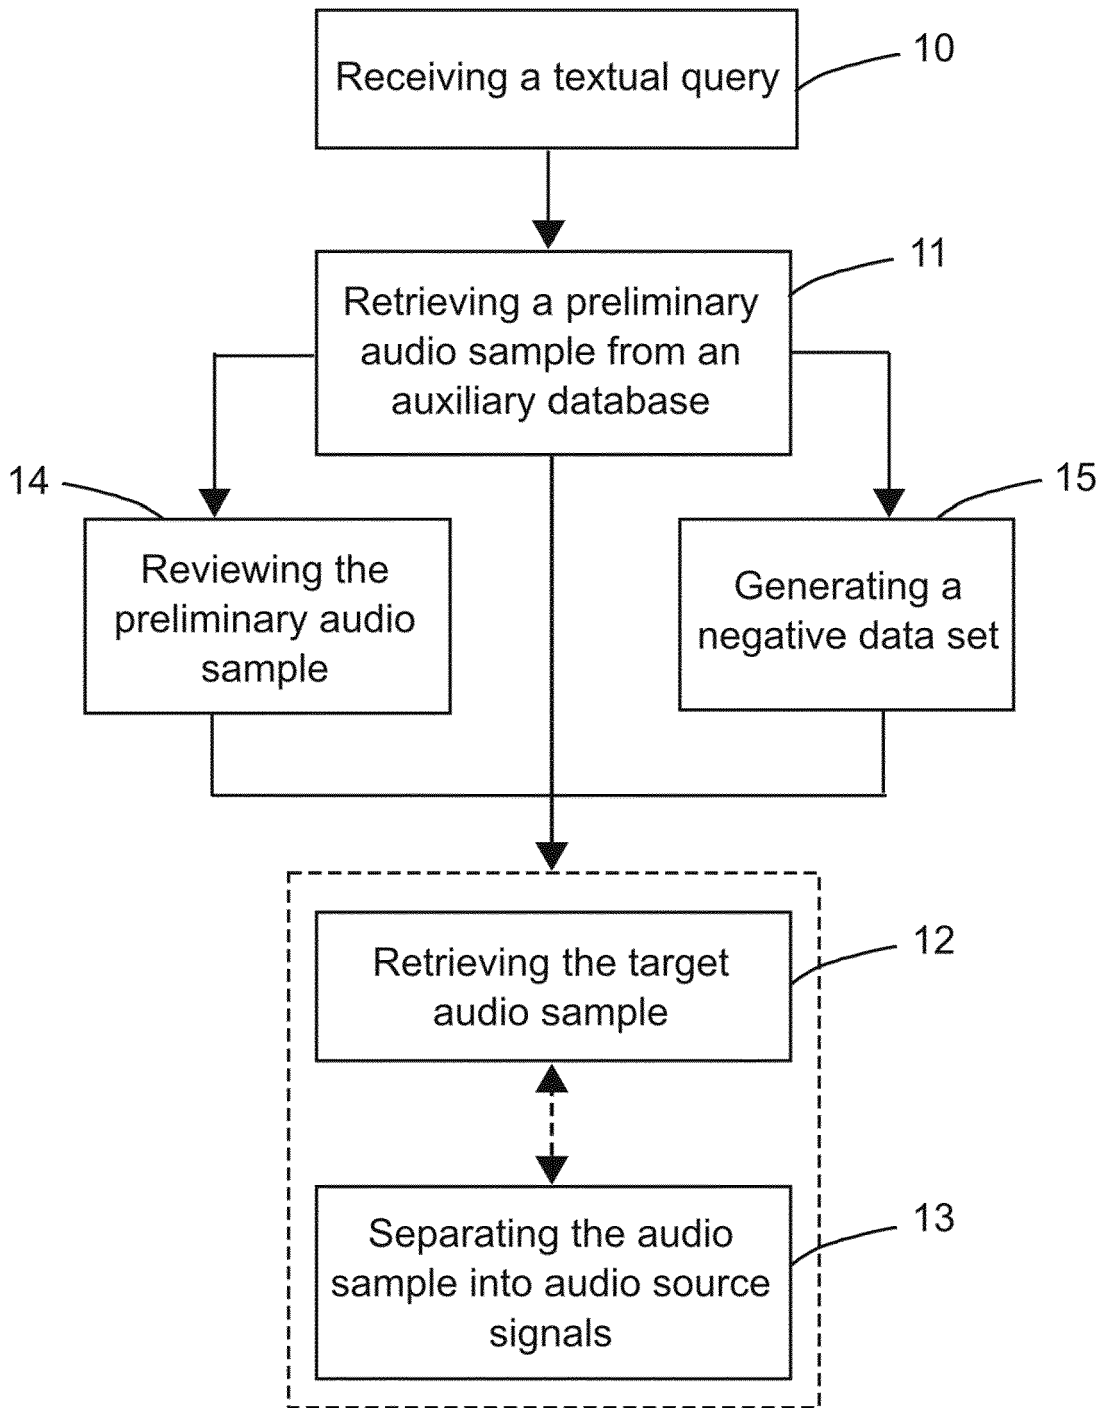 Receiving a textual query
10
Retrieving a preliminary
audio sample from an
auxiliary database
11
14
Reviewing the
preliminary audio
sample
15
Generating a
negative data set
Retrieving the target
audio sample
12
Separating the audio
sample into audio source
signals
13